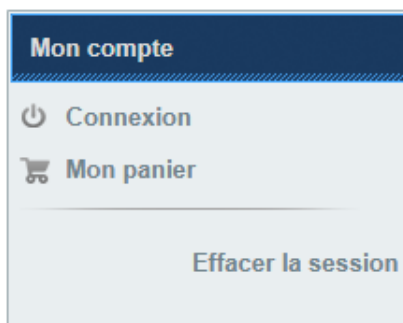 Mon compte
Connexion
Mon panier
Effacer la session